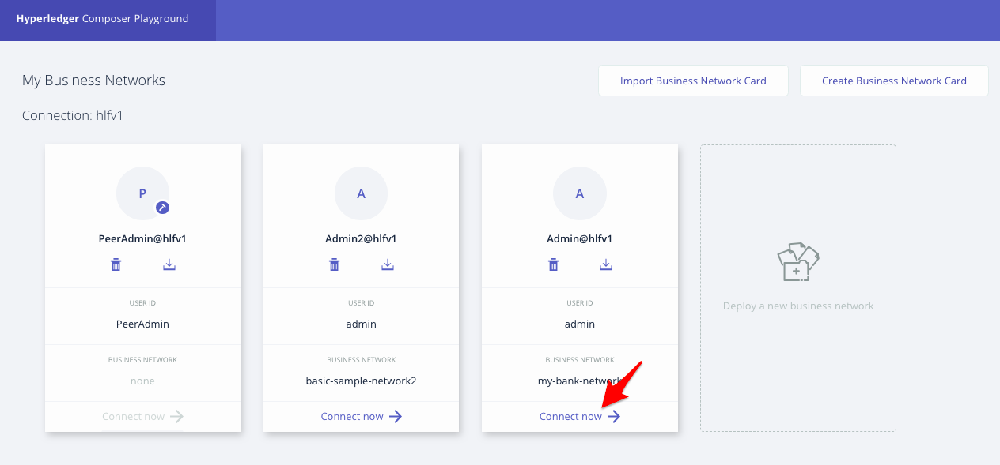 Hyperledger Composer Playground
My Business Networks
Import Business Network Card
Create Business Network Card
Connection: hlfv1
P
PeerAdmin@hlfv1
USER ID
PeerAdmin
BUSINESS NETWORK
none
Connect now
A
Admin2@hlfv1
USER ID
admin
BUSINESS NETWORK
basic-sample-network2
Connect now
A
Admin@hlfv1
USER ID
admin
BUSINESS NETWORK
my-bank-network
Connect now
Deploy a new business network